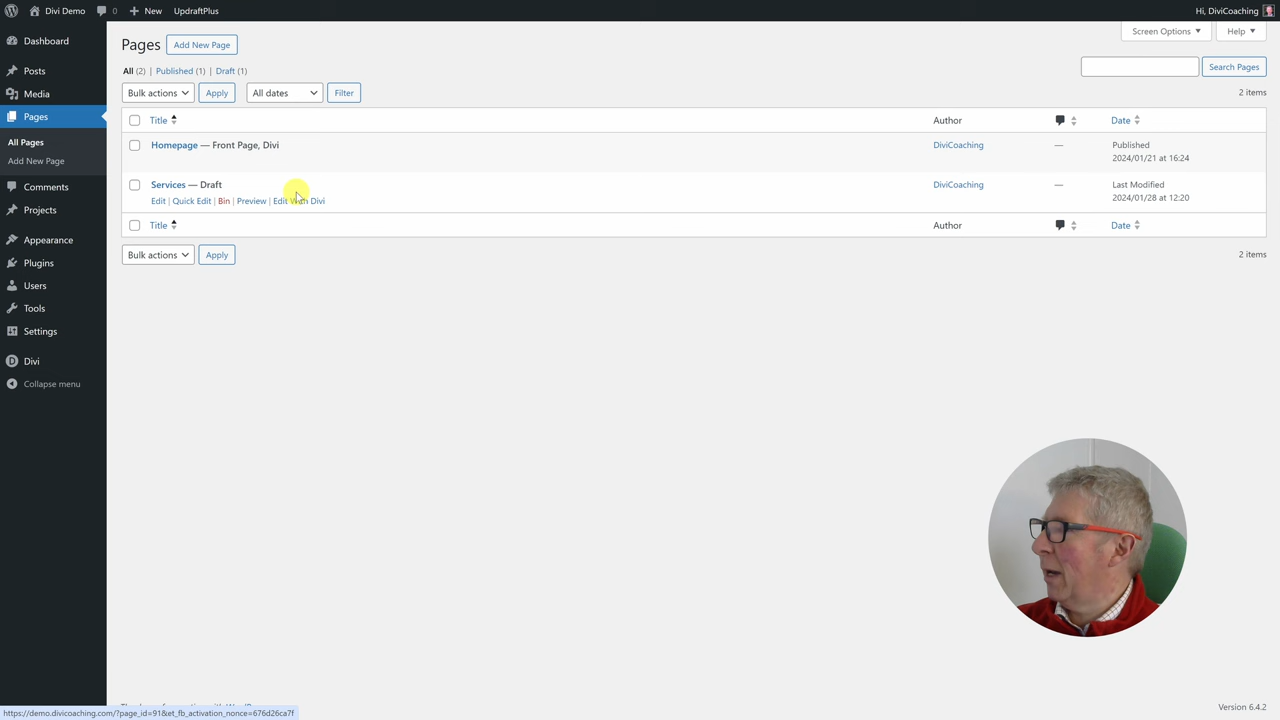 Divi Demo 0 New UpdraftPlus Hi, DiviCoaching
Dashboard
Posts
Media
Pages
All Pages
Add New Page
Comments
Projects
Appearance
Plugins
Users
Tools
Settings
Divi
Collapse menu
Screen Options Help
Pages Add New Page
All (2) | Published (1) | Draft (1)
Search Pages
Bulk actions Apply All dates Filter 2 items
Title Author Date
Homepage — Front Page, Divi DiviCoaching — Published
2024/01/21 at 16:24
Services — Draft DiviCoaching — Last Modified
Edit | Quick Edit | Bin | Preview | Edit With Divi 2024/01/28 at 12:20
Title Author Date
Bulk actions Apply 2 items
Version 6.4.2
https://demo.divicoaching.com/?page_id=91&et_fb_activation_nonce=676d26ca7f